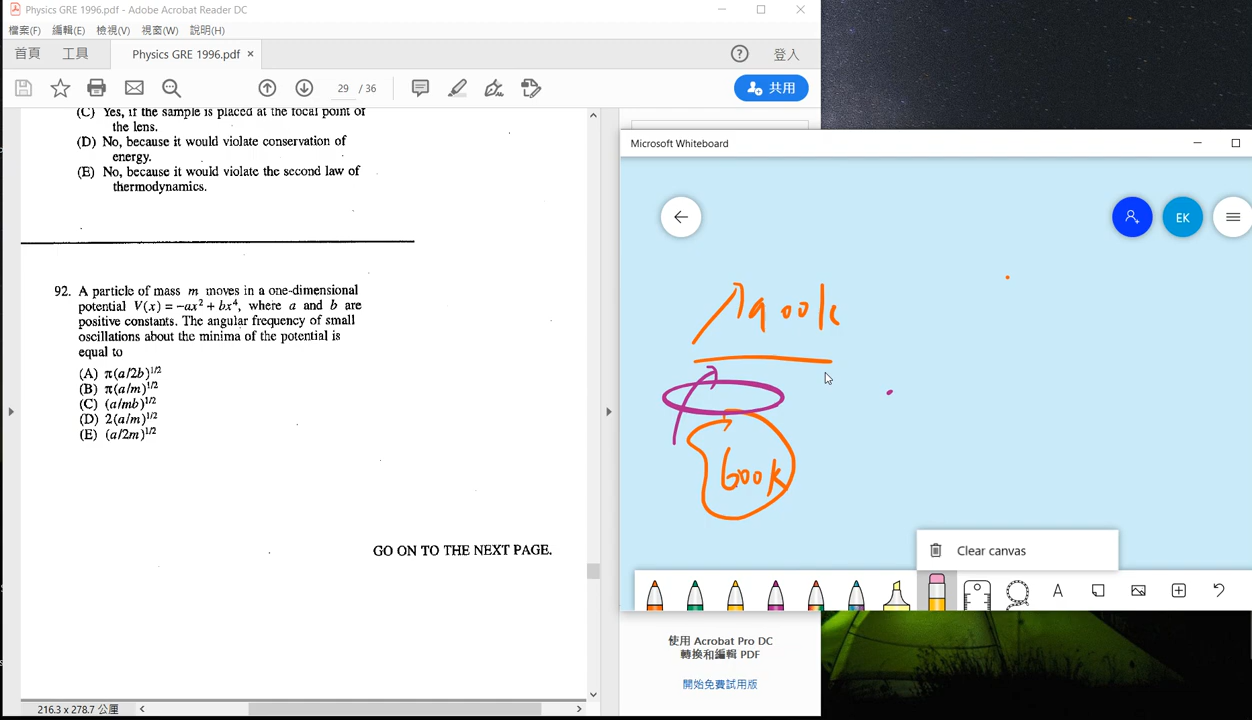 Physics GRE 1996.pdf - Adobe Acrobat Reader DC
檔案(F) 編輯(E) 檢視(V) 視窗(W) 說明(H)
首頁 工具 Physics GRE 1996.pdf × ? 登入
29 / 36 共用
(C) Yes, if the sample is placed at the focal point of
the lens.
(D) No, because it would violate conservation of
energy.
(E) No, because it would violate the second law of
thermodynamics.
92. A particle of mass m moves in a one-dimensional
potential V(x) = −ax² + bx⁴, where a and b are
positive constants. The angular frequency of small
oscillations about the minima of the potential is
equal to
(A) π(a/2b)^1/2
(B) π(a/m)^1/2
(C) (a/mb)^1/2
(D) 2(a/m)^1/2
(E) (a/2m)^1/2
GO ON TO THE NEXT PAGE.
216.3 x 278.7 公厘
Microsoft Whiteboard
EK
900k
600k
Clear canvas
A
使用 Acrobat Pro DC
轉換和編輯 PDF
開始免費試用版